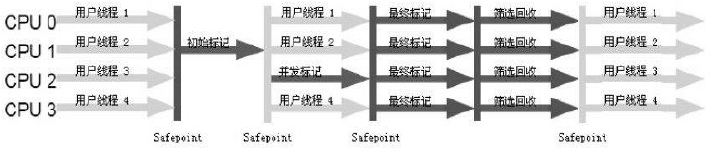 CPU 0 用户线程 1 用户线程 1 最终标记 筛选回收 用户线程 1
CPU 1 用户线程 2 初始标记 用户线程 2 最终标记 筛选回收 用户线程 2
CPU 2 用户线程 3 并发标记 最终标记 筛选回收 用户线程 3
CPU 3 用户线程 4 用户线程 4 最终标记 筛选回收 用户线程 4
Safepoint Safepoint Safepoint Safepoint